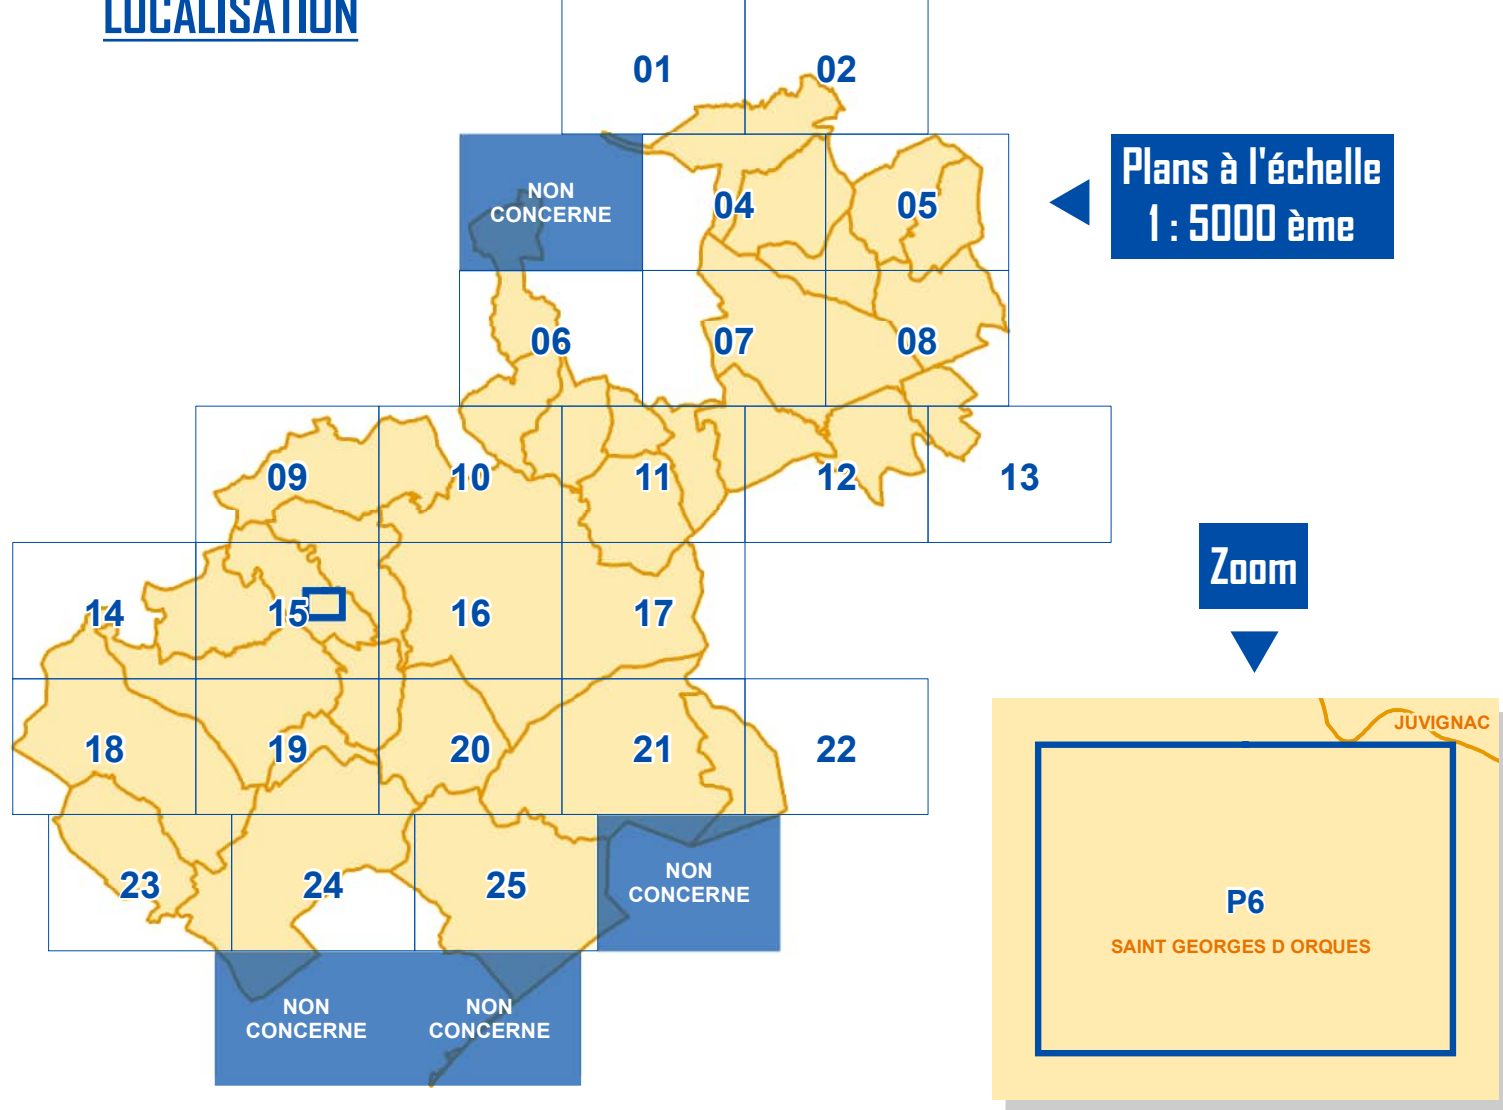 LOCALISATION
01
02
NON
CONCERNE
04
05
Plans à l'échelle
1 : 5000 ème
06
07
08
09
10
11
12
13
Zoom
14
15
16
17
18
19
20
21
22
JUVIGNAC
23
24
25
NON
CONCERNE
P6
SAINT GEORGES D ORQUES
NON
CONCERNE
NON
CONCERNE